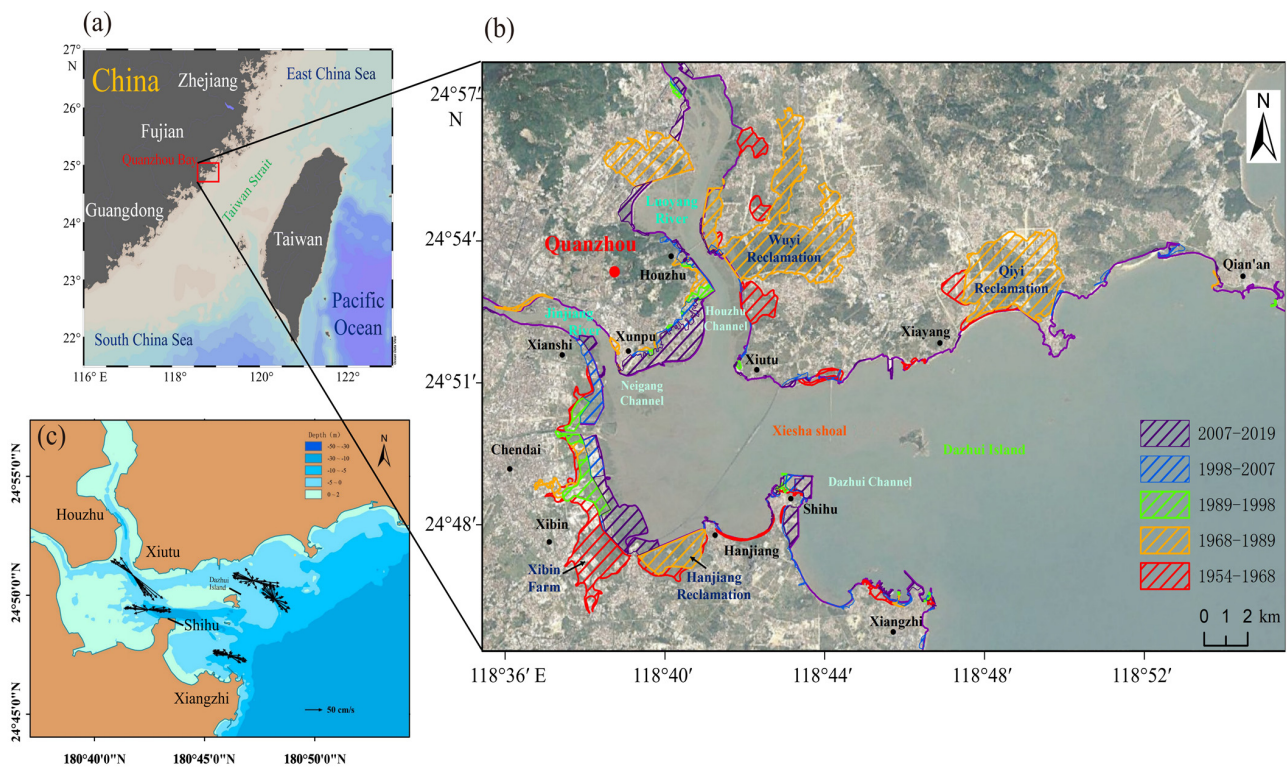 (a)
27°
N
26°
25°
24°
23°
22°
116° E
118
120
122
China
Zhejiang
East China Sea
Fujian
Quanzhou Bay
Taiwan Strait
Guangdong
Taiwan
Pacific
Ocean
South China Sea
(b)
24°57'
N
24°54'
24°51'
24°48'
118°36' E
118°40'
118°44'
118°48'
118°52'
N
Luoyang
River
Quanzhou
Houzhu
Wuyi
Reclamation
Qiyi
Reclamation
Qian'an
Jinjiang
River
Houzhu
Channel
Xunpu
Xianshi
Xiutu
Xiayang
Neigang
Channel
Xiesha shoal
Dazhui Island
Chendai
Dazhui Channel
Shihu
Xibin
Hanjiang
Xibin
Farm
Hanjiang
Reclamation
Xiangzhi
2007-2019
1998-2007
1989-1998
1968-1989
1954-1968
0 1 2 km
(c)
Depth (m)
-50--30
-30--10
-10--5
-5-0
0-2
N
24°55'0"N
24°50'0"N
24°45'0"N
180°40'0"N
180°45'0"N
180°50'0"N
Houzhu
Xiutu
Dazhui
Island
Shihu
Xiangzhi
50 cm/s